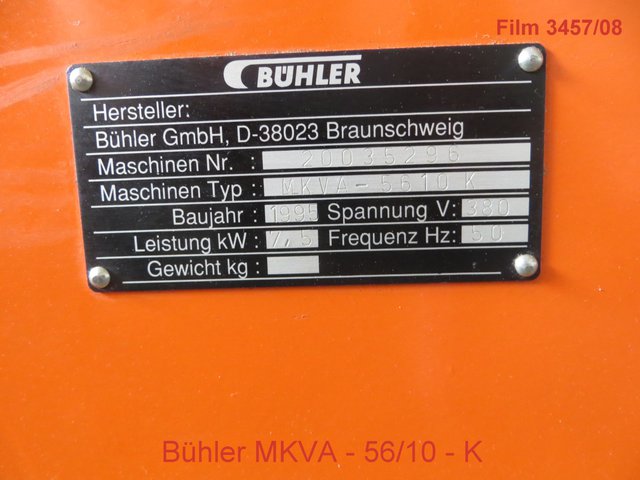 Film 3457/08
BÜHLER
Hersteller:
Bühler GmbH, D-38023 Braunschweig
Maschinen Nr. : 20035296
Maschinen Typ : MKVA-5610 K
Baujahr : 1995 Spannung V: 380
Leistung kW : 7,5 Frequenz Hz: 50
Gewicht kg :
Bühler MKVA - 56/10 - K